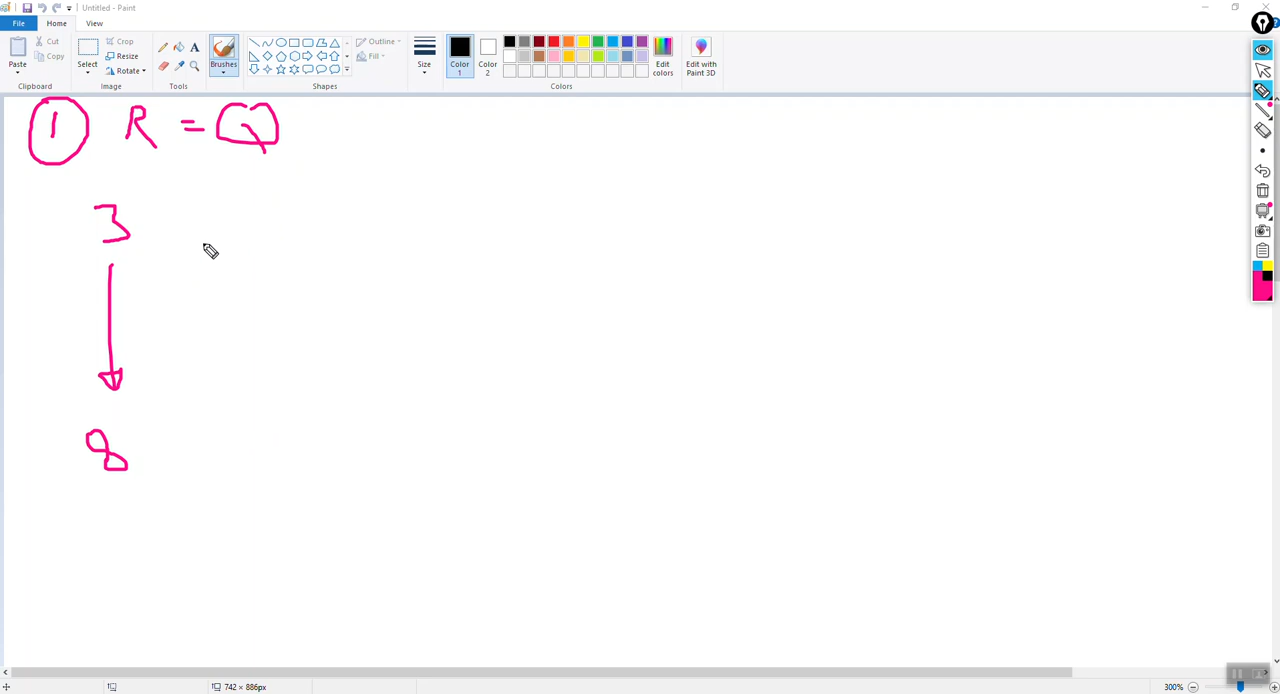 Untitled - Paint
File Home View
Paste
Cut
Copy
Clipboard
Select
Crop
Resize
Rotate
Image
A
Tools
Brushes
Shapes
Outline
Fill
Size
Color 1
Color 2
Colors
Edit colors
Edit with Paint 3D
1 R = Q
3
8
742 × 886px
300%